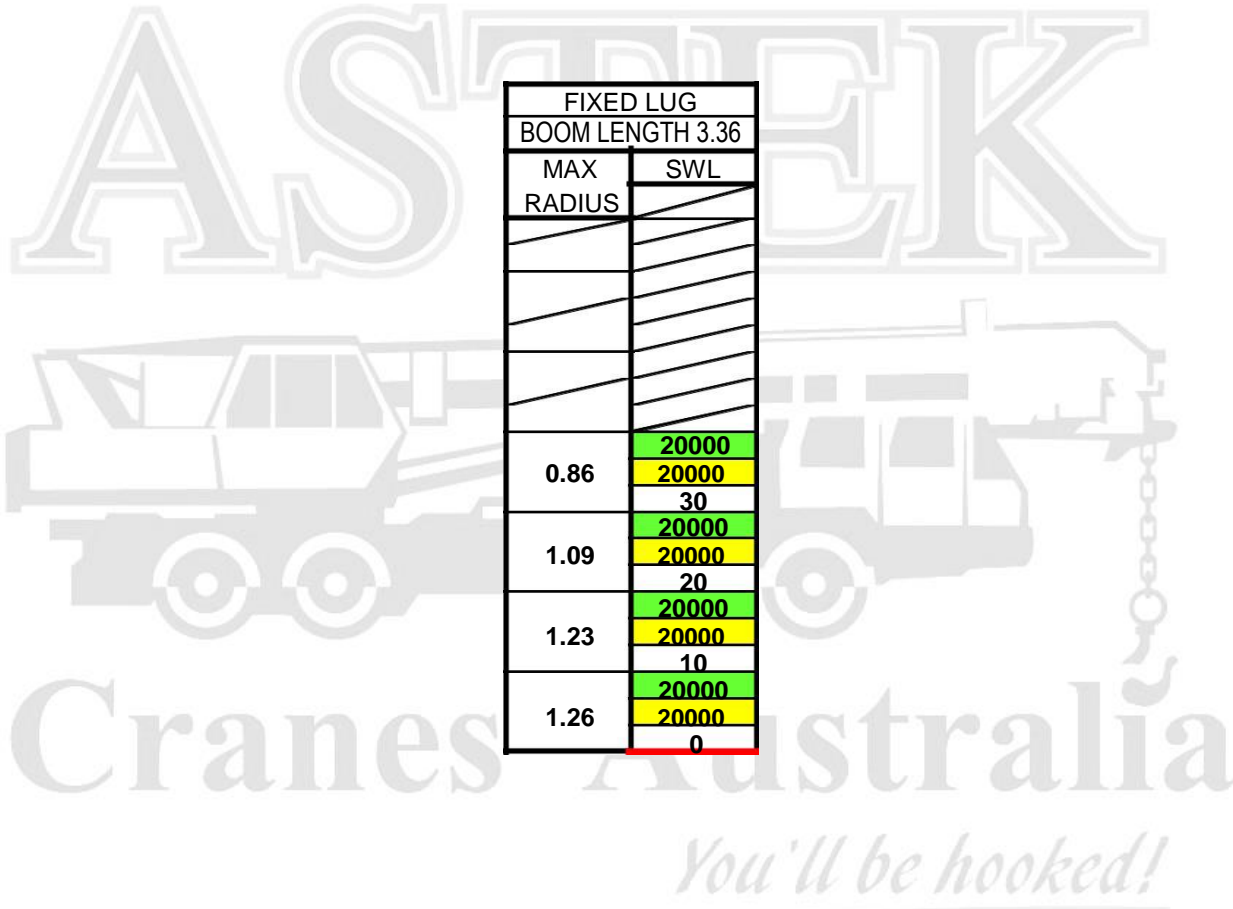 ASTEK
FIXED LUG
BOOM LENGTH 3.36
MAX RADIUS
SWL
0.86
20000
20000
30
1.09
20000
20000
20
1.23
20000
20000
10
1.26
20000
20000
0
Cranes Australia
You'll be hooked!